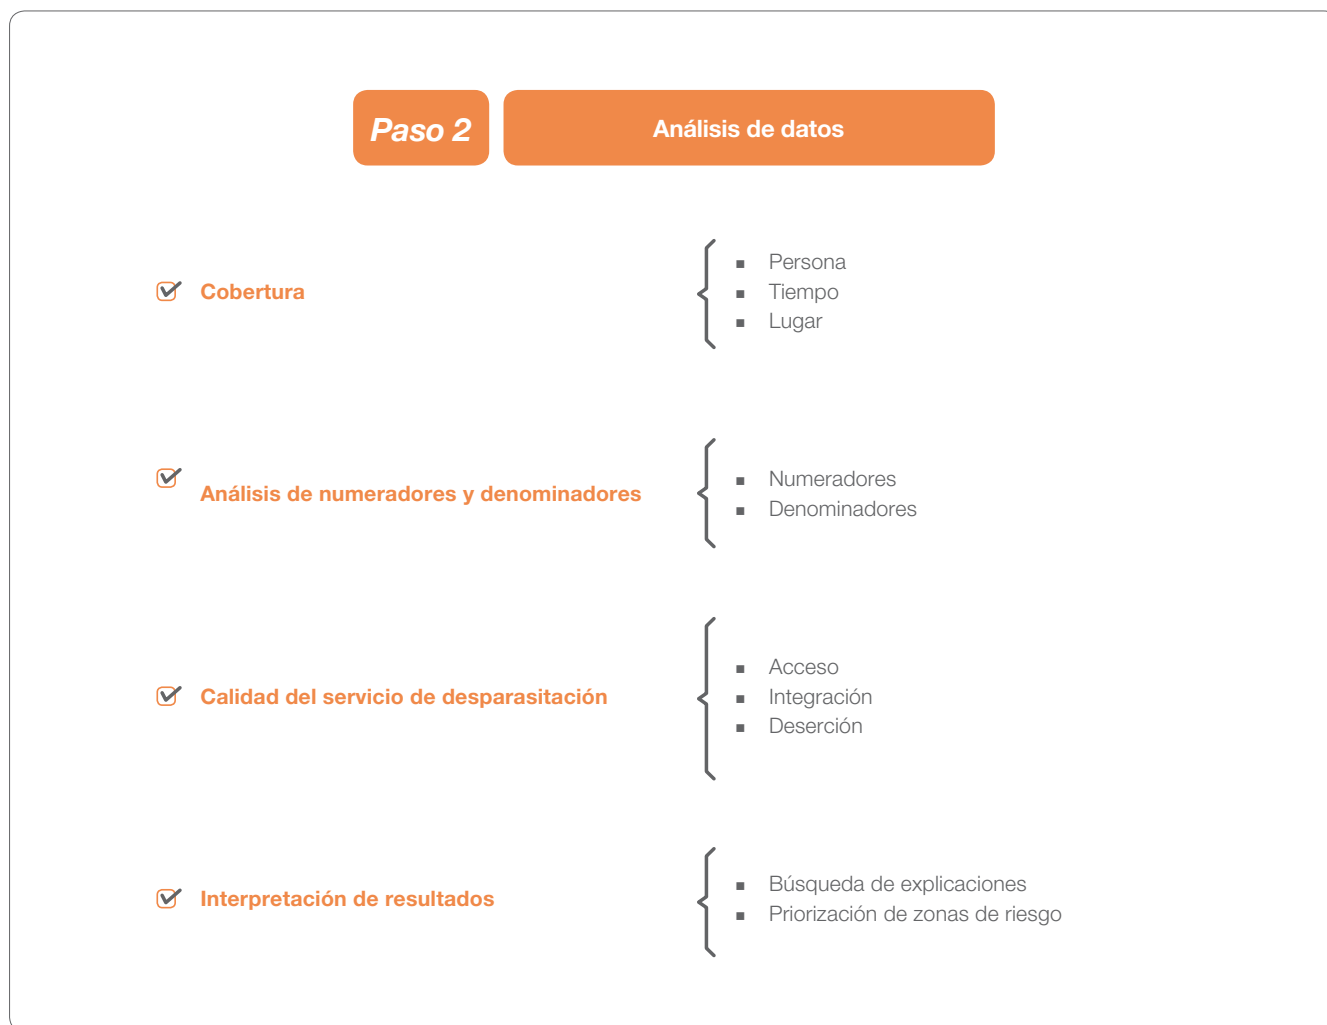 Paso 2
Análisis de datos
Cobertura
Persona
Tiempo
Lugar
Análisis de numeradores y denominadores
Numeradores
Denominadores
Calidad del servicio de desparasitación
Acceso
Integración
Deserción
Interpretación de resultados
Búsqueda de explicaciones
Priorización de zonas de riesgo